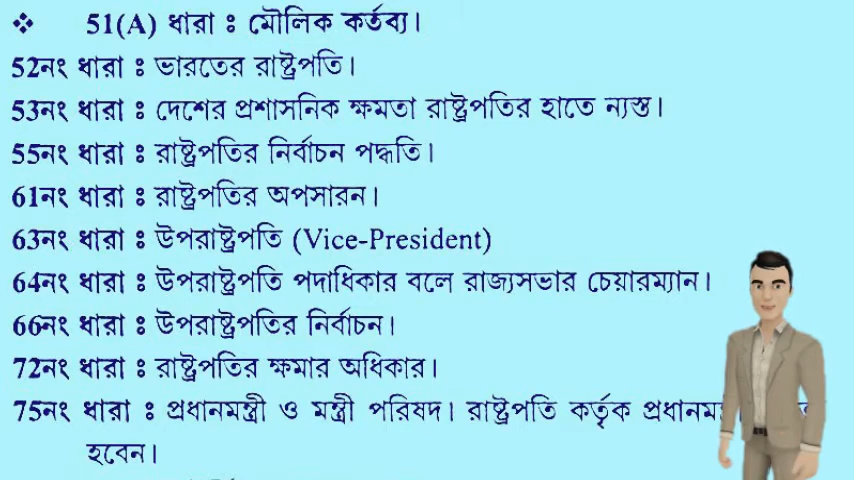 ❖ 51(A) ধারা ঃ মৌলিক কর্তব্য।
52নং ধারা ঃ ভারতের রাষ্ট্রপতি।
53নং ধারা ঃ দেশের প্রশাসনিক ক্ষমতা রাষ্ট্রপতির হাতে ন্যস্ত।
55নং ধারা ঃ রাষ্ট্রপতির নির্বাচন পদ্ধতি।
61নং ধারা ঃ রাষ্ট্রপতির অপসারন।
63নং ধারা ঃ উপরাষ্ট্রপতি (Vice-President)
64নং ধারা ঃ উপরাষ্ট্রপতি পদাধিকার বলে রাজ্যসভার চেয়ারম্যান।
66নং ধারা ঃ উপরাষ্ট্রপতির নির্বাচন।
72নং ধারা ঃ রাষ্ট্রপতির ক্ষমার অধিকার।
75নং ধারা ঃ প্রধানমন্ত্রী ও মন্ত্রী পরিষদ। রাষ্ট্রপতি কর্তৃক
হবেন।